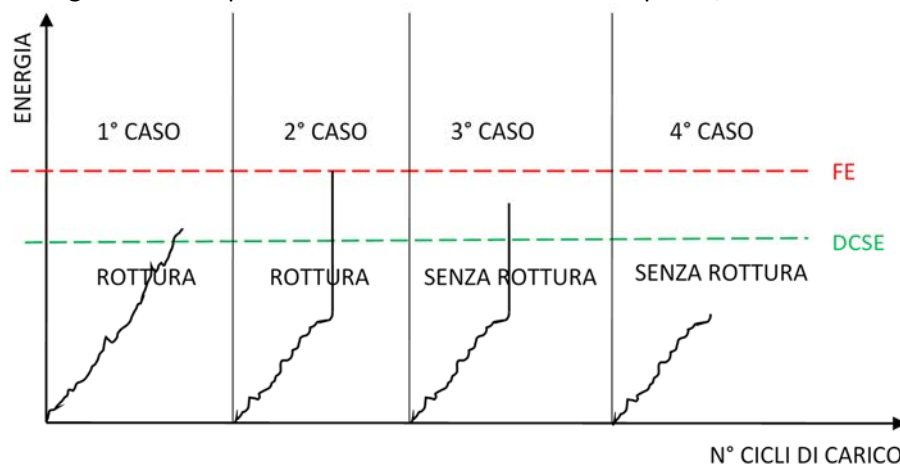 ENERGIA
1° CASO
2° CASO
3° CASO
4° CASO
FE
DCSE
ROTTURA
ROTTURA
SENZA ROTTURA
SENZA ROTTURA
N° CICLI DI CARICO